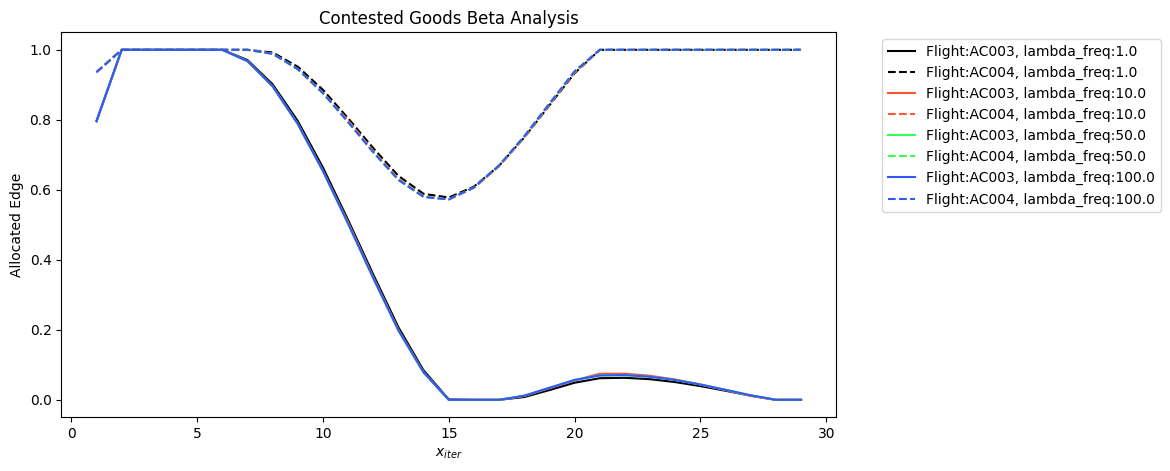 Contested Goods Beta Analysis
Allocated Edge
1.0
0.8
0.6
0.4
0.2
0.0
0 5 10 15 20 25 30
x_{iter}
Flight:AC003, lambda_freq:1.0
Flight:AC004, lambda_freq:1.0
Flight:AC003, lambda_freq:10.0
Flight:AC004, lambda_freq:10.0
Flight:AC003, lambda_freq:50.0
Flight:AC004, lambda_freq:50.0
Flight:AC003, lambda_freq:100.0
Flight:AC004, lambda_freq:100.0